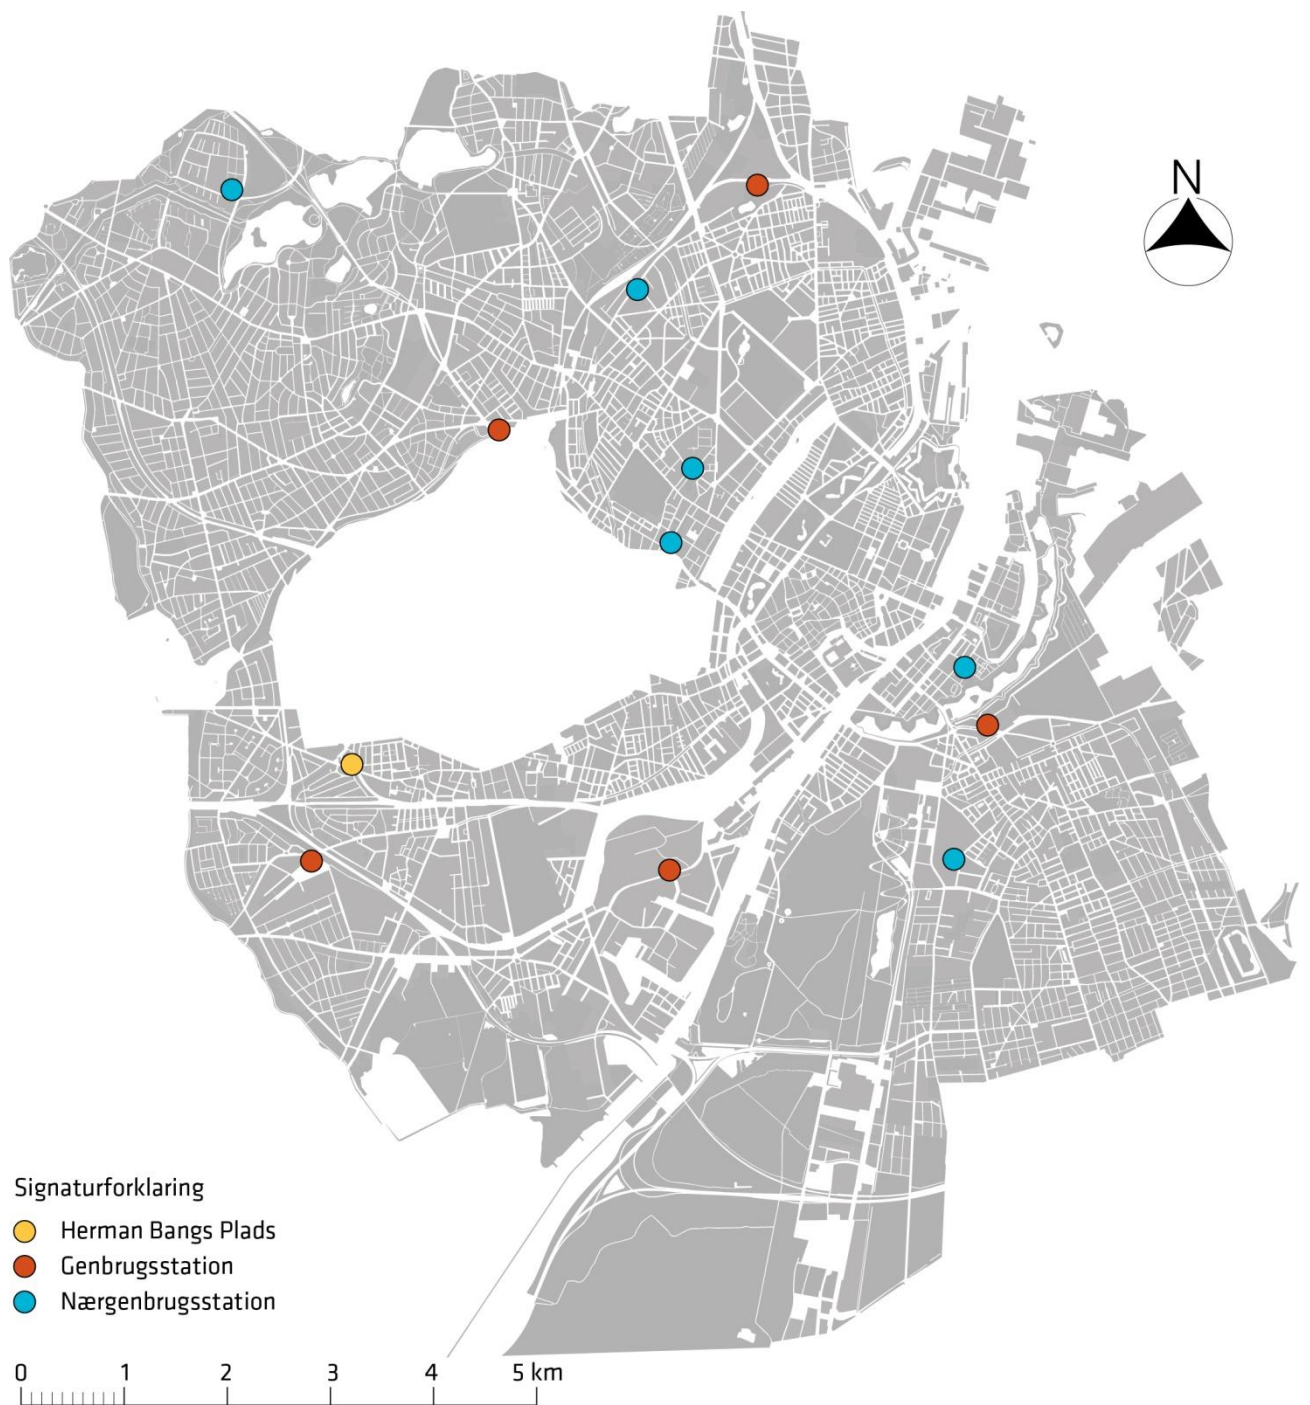 N
Signaturforklaring
Herman Bangs Plads
Genbrugsstation
Nærgenbrugsstation
0 1 2 3 4 5 km